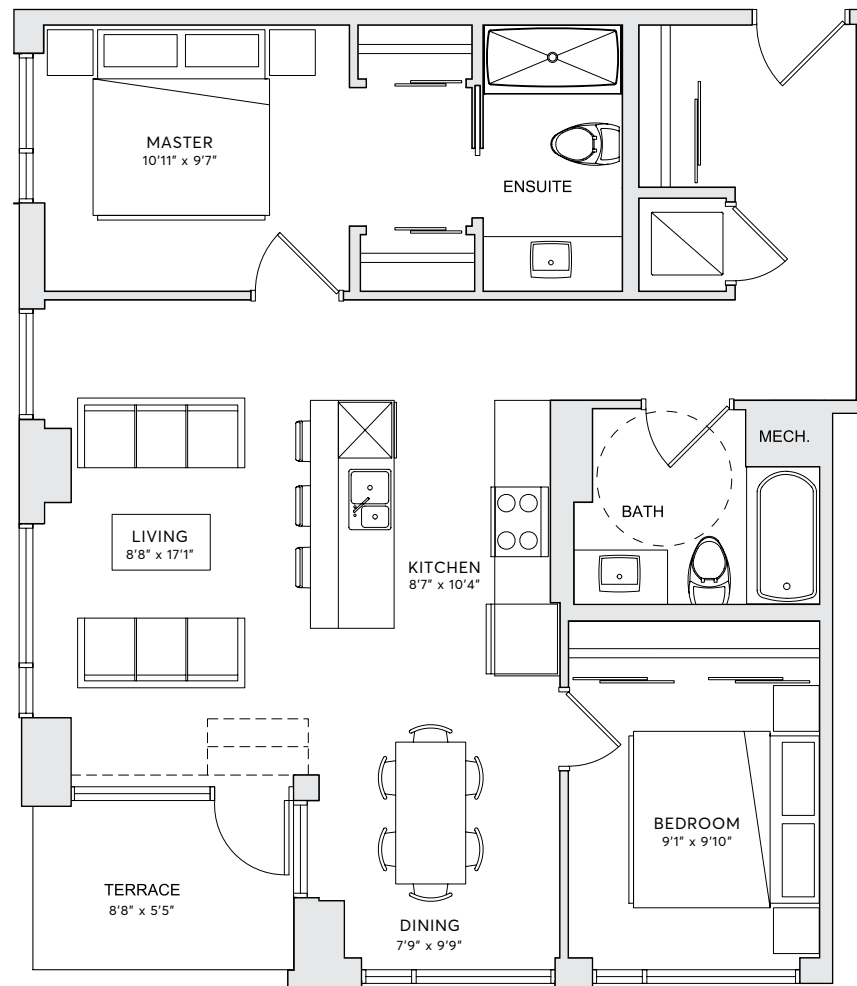 MASTER
10'11" x 9'7"
ENSUITE
MECH.
BATH
LIVING
8'8" x 17'1"
KITCHEN
8'7" x 10'4"
BEDROOM
9'1" x 9'10"
TERRACE
8'8" x 5'5"
DINING
7'9" x 9'9"